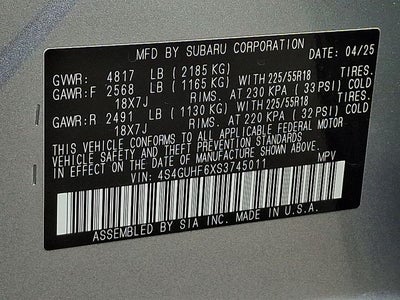 MFD BY SUBARU CORPORATION DATE: 04/25
GVWR: 4817 LB (2185 KG)
GAWR:F 2568 LB (1165 KG) WITH 225/55R18 TIRES.
18X7J RIMS. AT 230 KPA (33 PSI) COLD
GAWR:R 2491 LB (1130 KG) WITH 225/55R18 TIRES.
18X7J RIMS. AT 220 KPA (32 PSI) COLD
THIS VEHICLE CONFORMS TO ALL APPLICABLE FEDERAL MOTOR
VEHICLE SAFETY AND THEFT PREVENTION STANDARDS
IN EFFECT ON THE DATE OF MANUFACTURE SHOWN ABOVE.
VIN: 4S4GUHF6XS3745011 MPV
ASSEMBLED BY SIA INC. MADE IN U.S.A.